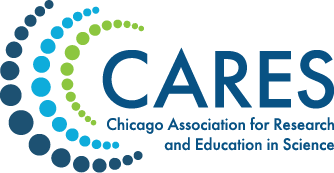 CARES
Chicago Association for Research
and Education in Science